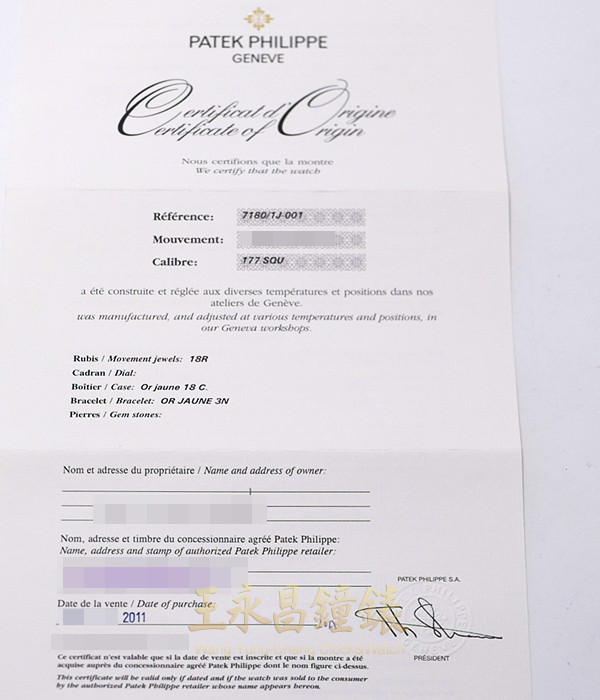 PATEK PHILIPPE
GENEVE
Certificat d'Origine
Certificate of Origin
Nous certifions que la montre
We certify that the watch
Référence: 7180/1J-001
Mouvement:
Calibre: 177 SQU
a été construite et réglée aux diverses températures et positions dans nos
ateliers de Genève.
was manufactured, and adjusted at various temperatures and positions, in
our Geneva workshops.
Rubis / Movement jewels: 18R
Cadran / Dial:
Boîtier / Case: Or jaune 18 C.
Bracelet / Bracelet: OR JAUNE 3N
Pierres / Gem stones:
Nom et adresse du propriétaire / Name and address of owner:
Nom, adresse et timbre du concessionnaire agréé Patek Philippe:
Name, address and stamp of authorized Patek Philippe retailer:
PATEK PHILIPPE S.A.
Date de la vente / Date of purchase:
2011
王永昌鐘錶
PRÉSIDENT
Ce certificat n'est valable que si la date de vente est inscrite et que si la montre a été
acquise auprès du concessionnaire agréé Patek Philippe dont le nom figure ci-dessus.
This certificate will be valid only if dated and if the watch was sold to the consumer
by the authorized Patek Philippe retailer whose name appears hereon.